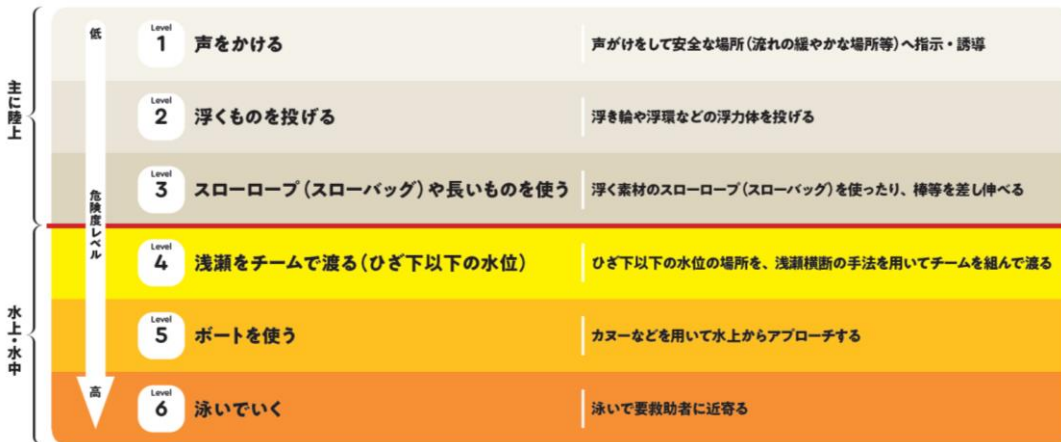 主に陸上
水上・水中
低
危険度レベル
高
Level
1
声をかける
声がけをして安全な場所（流れの緩やかな場所等）へ指示・誘導
Level
2
浮くものを投げる
浮き輪や浮環などの浮力体を投げる
Level
3
スローロープ（スローバッグ）や長いものを使う
浮く素材のスローロープ（スローバッグ）を使ったり、棒等を差し伸べる
Level
4
浅瀬をチームで渡る（ひざ下以下の水位）
ひざ下以下の水位の場所を、浅瀬横断の手法を用いてチームを組んで渡る
Level
5
ボートを使う
カヌーなどを用いて水上からアプローチする
Level
6
泳いでいく
泳いで要救助者に近寄る